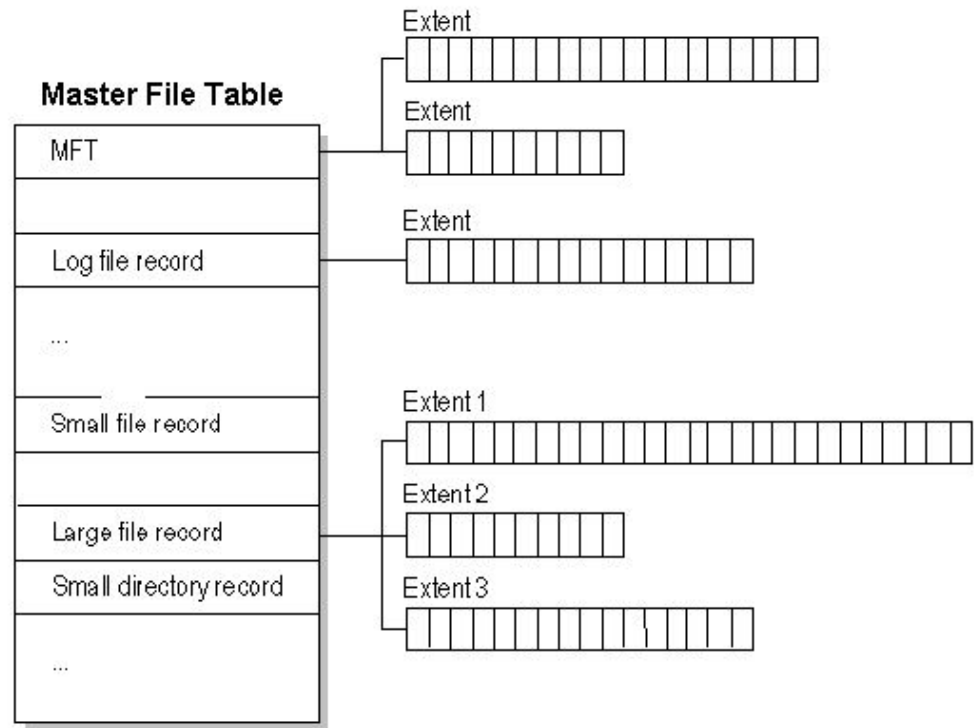 Master File Table
MFT
Log file record
...
Small file record
Large file record
Small directory record
...
Extent
Extent
Extent
Extent 1
Extent 2
Extent 3